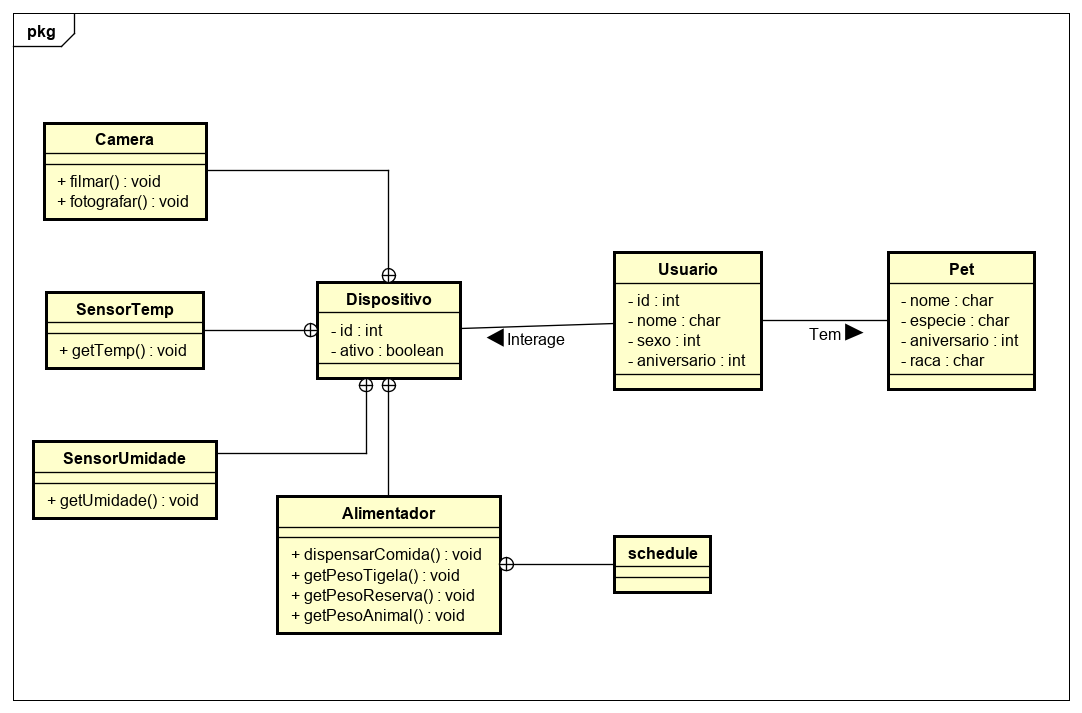 pkg
Camera
+ filmar() : void
+ fotografar() : void
SensorTemp
+ getTemp() : void
Dispositivo
- id : int
- ativo : boolean
Interage
Usuario
- id : int
- nome : char
- sexo : int
- aniversario : int
Tem
Pet
- nome : char
- especie : char
- aniversario : int
- raca : char
SensorUmidade
+ getUmidade() : void
Alimentador
+ dispensarComida() : void
+ getPesoTigela() : void
+ getPesoReserva() : void
+ getPesoAnimal() : void
schedule